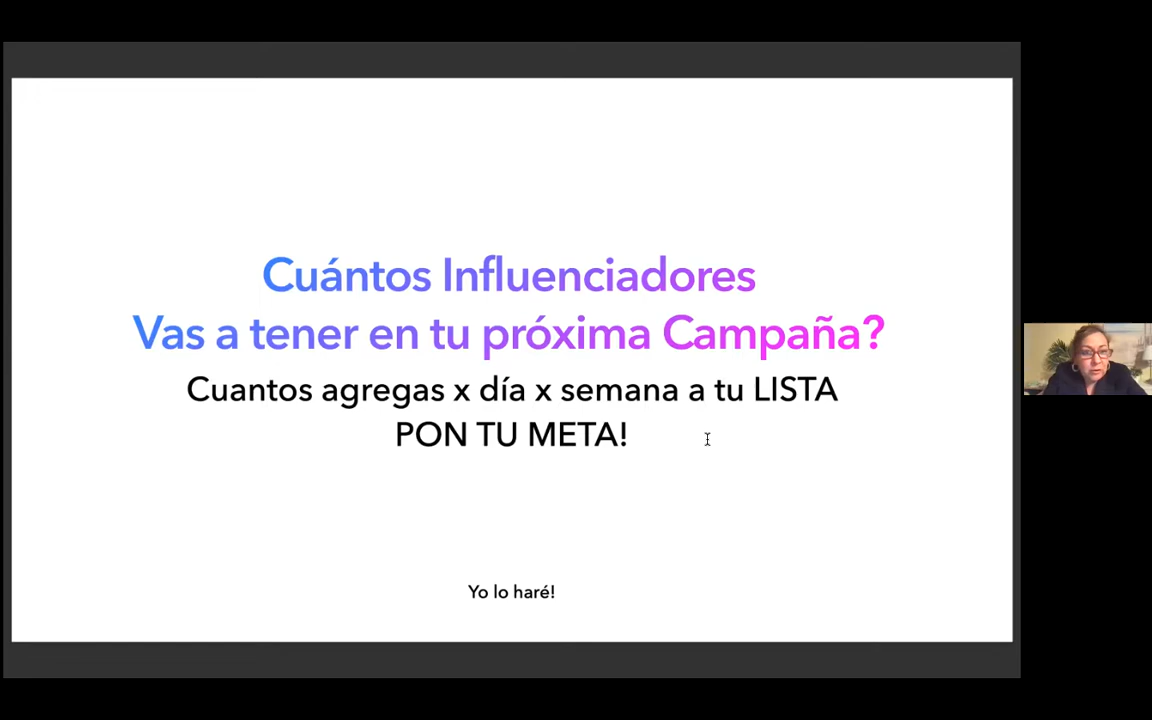 Cuántos Influenciadores
Vas a tener en tu próxima Campaña?
Cuantos agregas x día x semana a tu LISTA
PON TU META!
Yo lo haré!